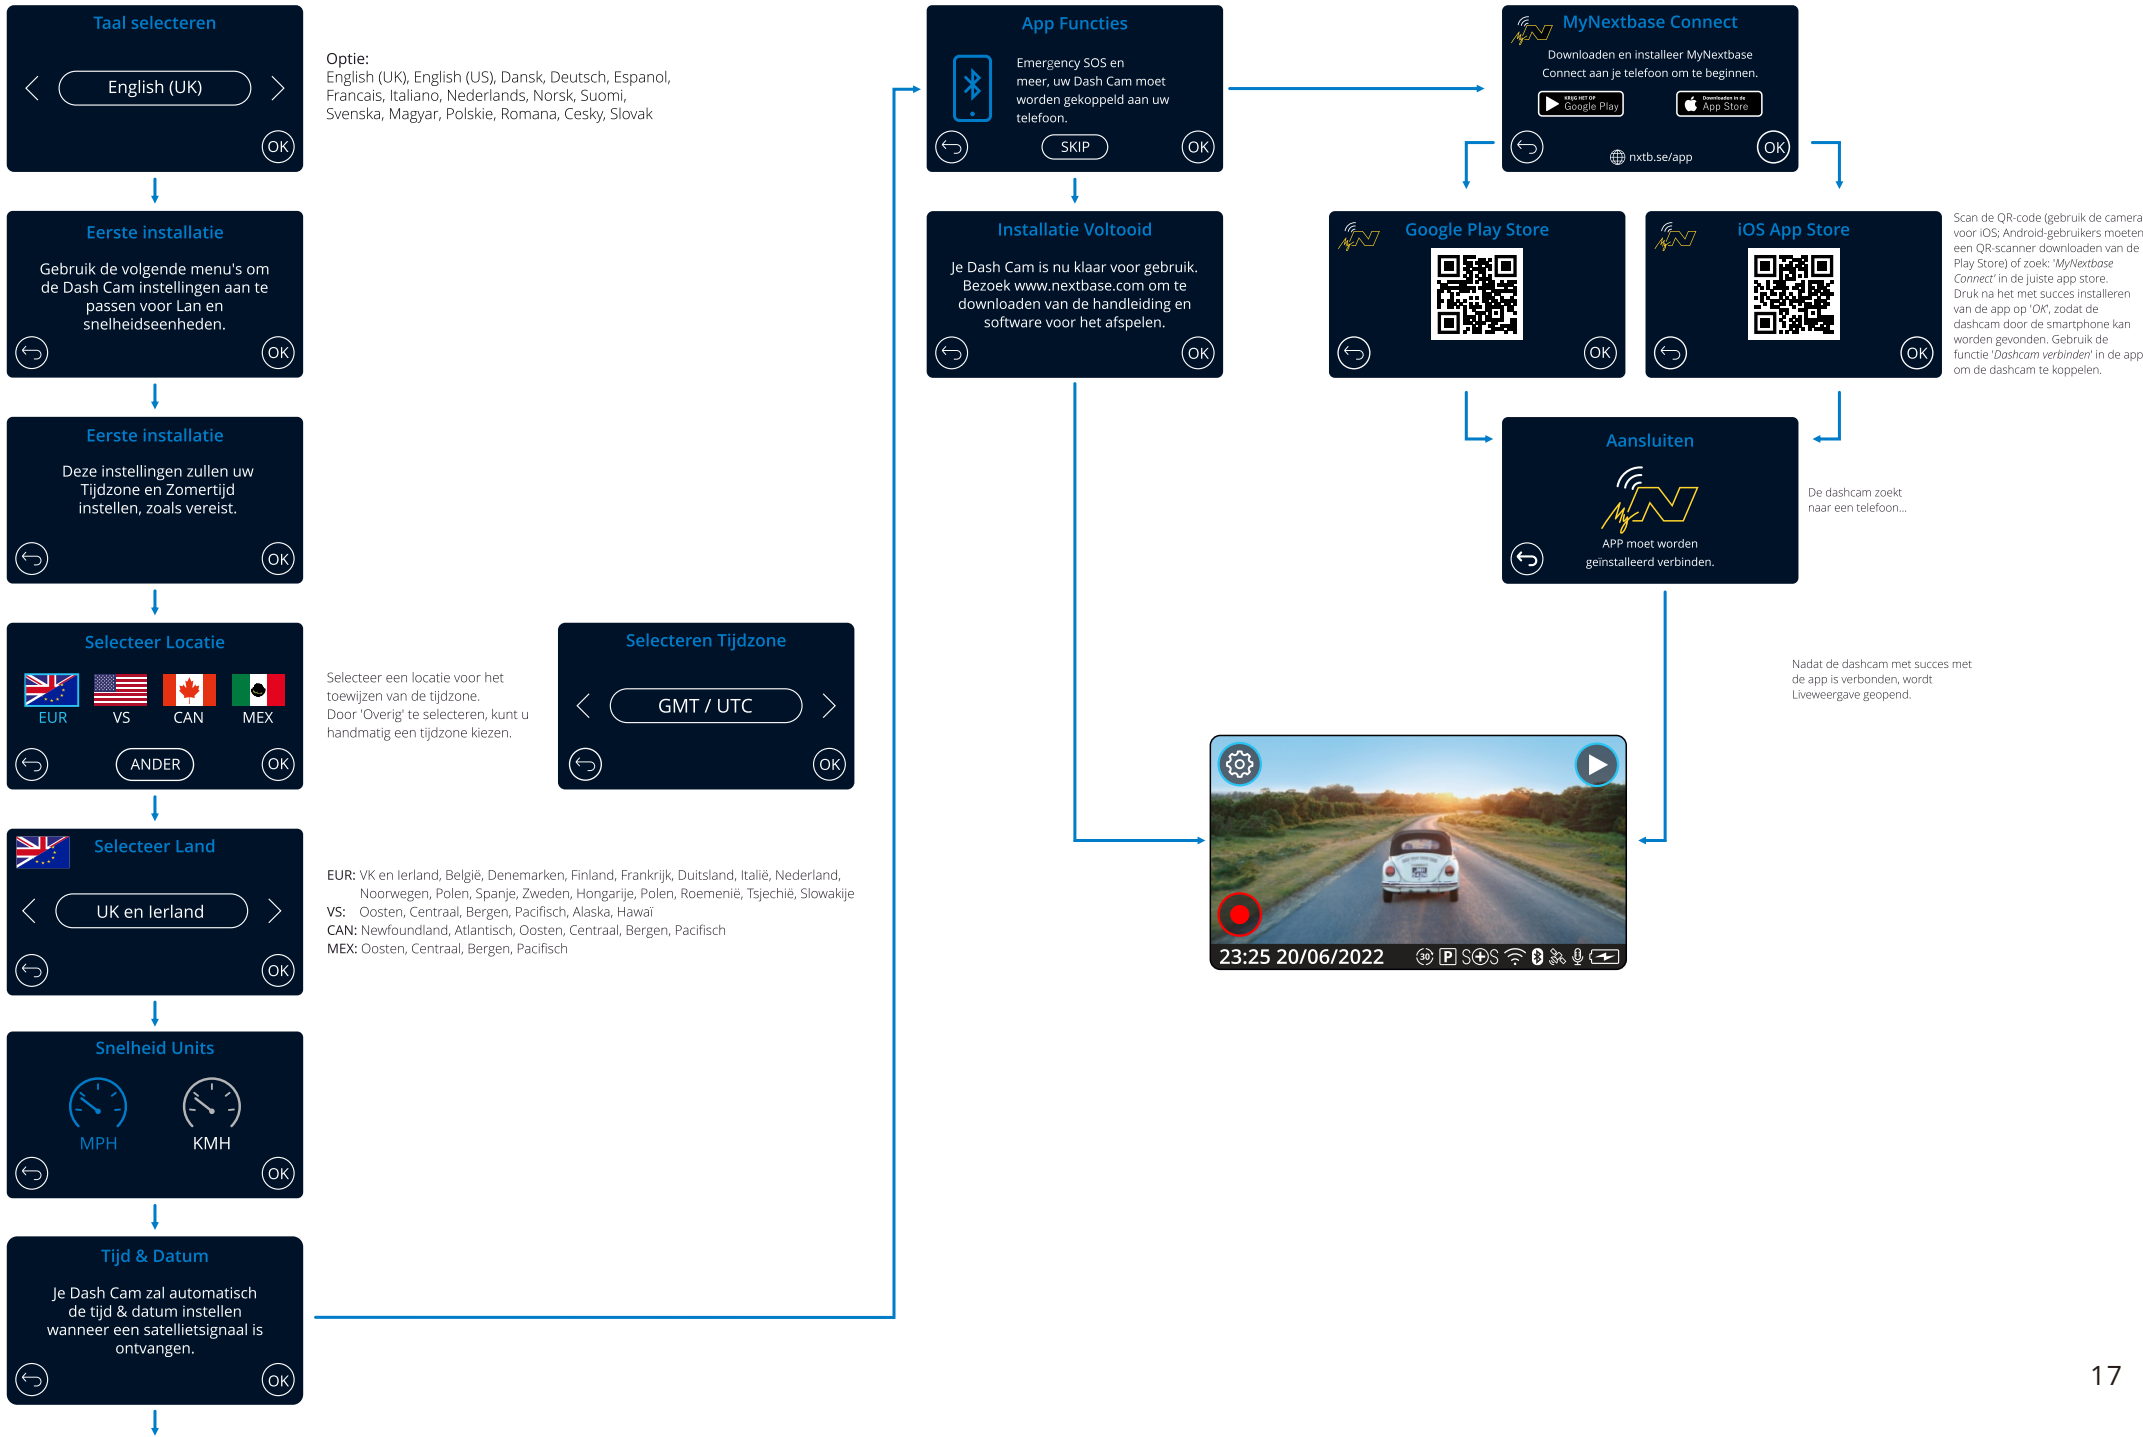 Taal selecteren
English (UK)
OK
Optie:
English (UK), English (US), Dansk, Deutsch, Espanol,
Francais, Italiano, Nederlands, Norsk, Suomi,
Svenska, Magyar, Polskie, Romana, Cesky, Slovak
Eerste installatie
Gebruik de volgende menu's om
de Dash Cam instellingen aan te
passen voor Lan en
snelheidseenheden.
OK
Eerste installatie
Deze instellingen zullen uw
Tijdzone en Zomertijd
instellen, zoals vereist.
OK
Selecteer Locatie
EUR VS CAN MEX
ANDER
OK
Selecteer een locatie voor het
toewijzen van de tijdzone.
Door 'Overig' te selecteren, kunt u
handmatig een tijdzone kiezen.
Selecteren Tijdzone
GMT / UTC
OK
Selecteer Land
UK en Ierland
OK
EUR: VK en Ierland, België, Denemarken, Finland, Frankrijk, Duitsland, Italië, Nederland,
Noorwegen, Polen, Spanje, Zweden, Hongarije, Polen, Roemenië, Tsjechië, Slowakije
VS: Oosten, Centraal, Bergen, Pacifisch, Alaska, Hawaï
CAN: Newfoundland, Atlantisch, Oosten, Centraal, Bergen, Pacifisch
MEX: Oosten, Centraal, Bergen, Pacifisch
Snelheid Units
MPH KMH
OK
Tijd & Datum
Je Dash Cam zal automatisch
de tijd & datum instellen
wanneer een satellietsignaal is
ontvangen.
OK
App Functies
Emergency SOS en
meer, uw Dash Cam moet
worden gekoppeld aan uw
telefoon.
SKIP
OK
Installatie Voltooid
Je Dash Cam is nu klaar voor gebruik.
Bezoek www.nextbase.com om te
downloaden van de handleiding en
software voor het afspelen.
OK
My N
MyNextbase Connect
Downloaden en installeer MyNextbase
Connect aan je telefoon om te beginnen.
KRIJG HET OP
Google Play
Downloaden in de
App Store
nxtb.se/app
OK
My N
Google Play Store
OK
My N
iOS App Store
OK
Scan de QR-code (gebruik de camera
voor iOS; Android-gebruikers moeten
een QR-scanner downloaden van de
Play Store) of zoek: 'MyNextbase
Connect' in de juiste app store.
Druk na het met succes installeren
van de app op 'OK', zodat de
dashcam door de smartphone kan
worden gevonden. Gebruik de
functie 'Dashcam verbinden' in de app
om de dashcam te koppelen.
Aansluiten
My N
APP moet worden
geïnstalleerd verbinden.
De dashcam zoekt
naar een telefoon...
Nadat de dashcam met succes met
de app is verbonden, wordt
Liveweergave geopend.
23:25 20/06/2022 30 P SOS
17